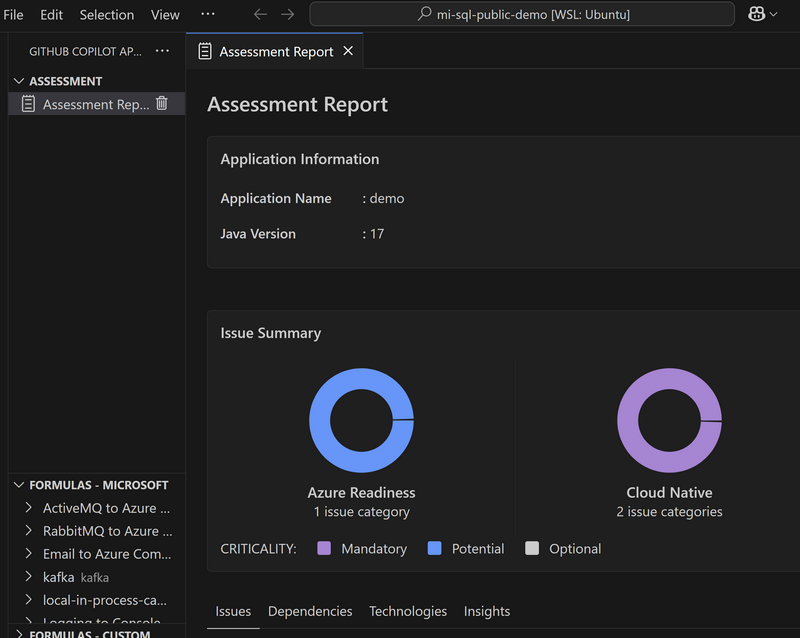 File Edit Selection View ··· mi-sql-public-demo [WSL: Ubuntu]
GITHUB COPILOT AP... ···
ASSESSMENT
Assessment Rep...
Assessment Report
Assessment Report
Application Information
Application Name : demo
Java Version : 17
Issue Summary
Azure Readiness
1 issue category
Cloud Native
2 issue categories
CRITICALITY: Mandatory Potential Optional
Issues Dependencies Technologies Insights
FORMULAS - MICROSOFT
ActiveMQ to Azure ...
RabbitMQ to Azure ...
Email to Azure Com...
kafka kafka
local-in-process-ca...
Logging to Console
FORMULAS - CUSTOM